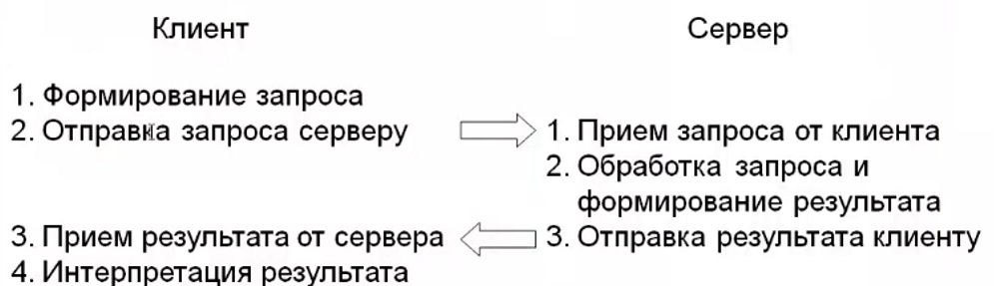 Клиент
Сервер
1. Формирование запроса
2. Отправка запроса серверу
1. Прием запроса от клиента
2. Обработка запроса и
формирование результата
3. Прием результата от сервера
3. Отправка результата клиенту
4. Интерпретация результата